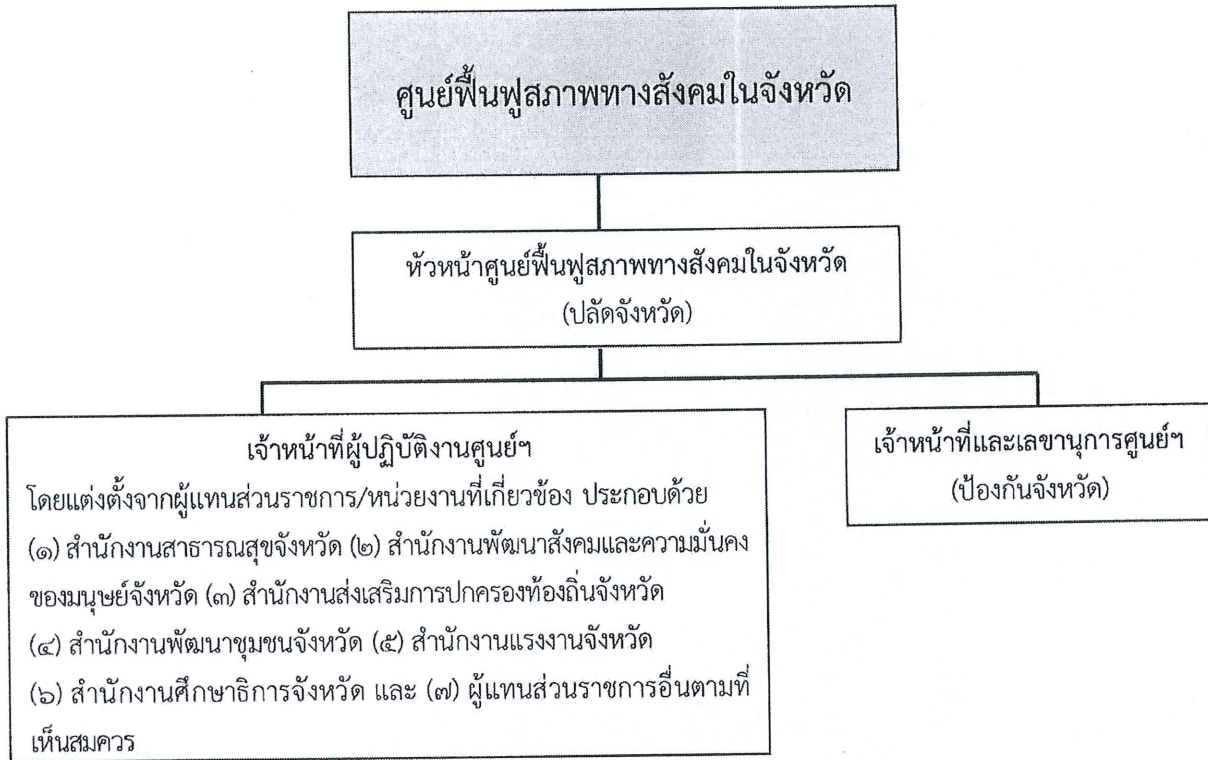 ศูนย์ฟื้นฟูสภาพทางสังคมในจังหวัด
หัวหน้าศูนย์ฟื้นฟูสภาพทางสังคมในจังหวัด
(ปลัดจังหวัด)
เจ้าหน้าที่ผู้ปฏิบัติงานศูนย์ฯ
โดยแต่งตั้งจากผู้แทนส่วนราชการ/หน่วยงานที่เกี่ยวข้อง ประกอบด้วย
(๑) สำนักงานสาธารณสุขจังหวัด (๒) สำนักงานพัฒนาสังคมและความมั่นคง
ของมนุษย์จังหวัด (๓) สำนักงานส่งเสริมการปกครองท้องถิ่นจังหวัด
(๔) สำนักงานพัฒนาชุมชนจังหวัด (๕) สำนักงานแรงงานจังหวัด
(๖) สำนักงานศึกษาธิการจังหวัด และ (๗) ผู้แทนส่วนราชการอื่นตามที่
เห็นสมควร
เจ้าหน้าที่และเลขานุการศูนย์ฯ
(ป้องกันจังหวัด)